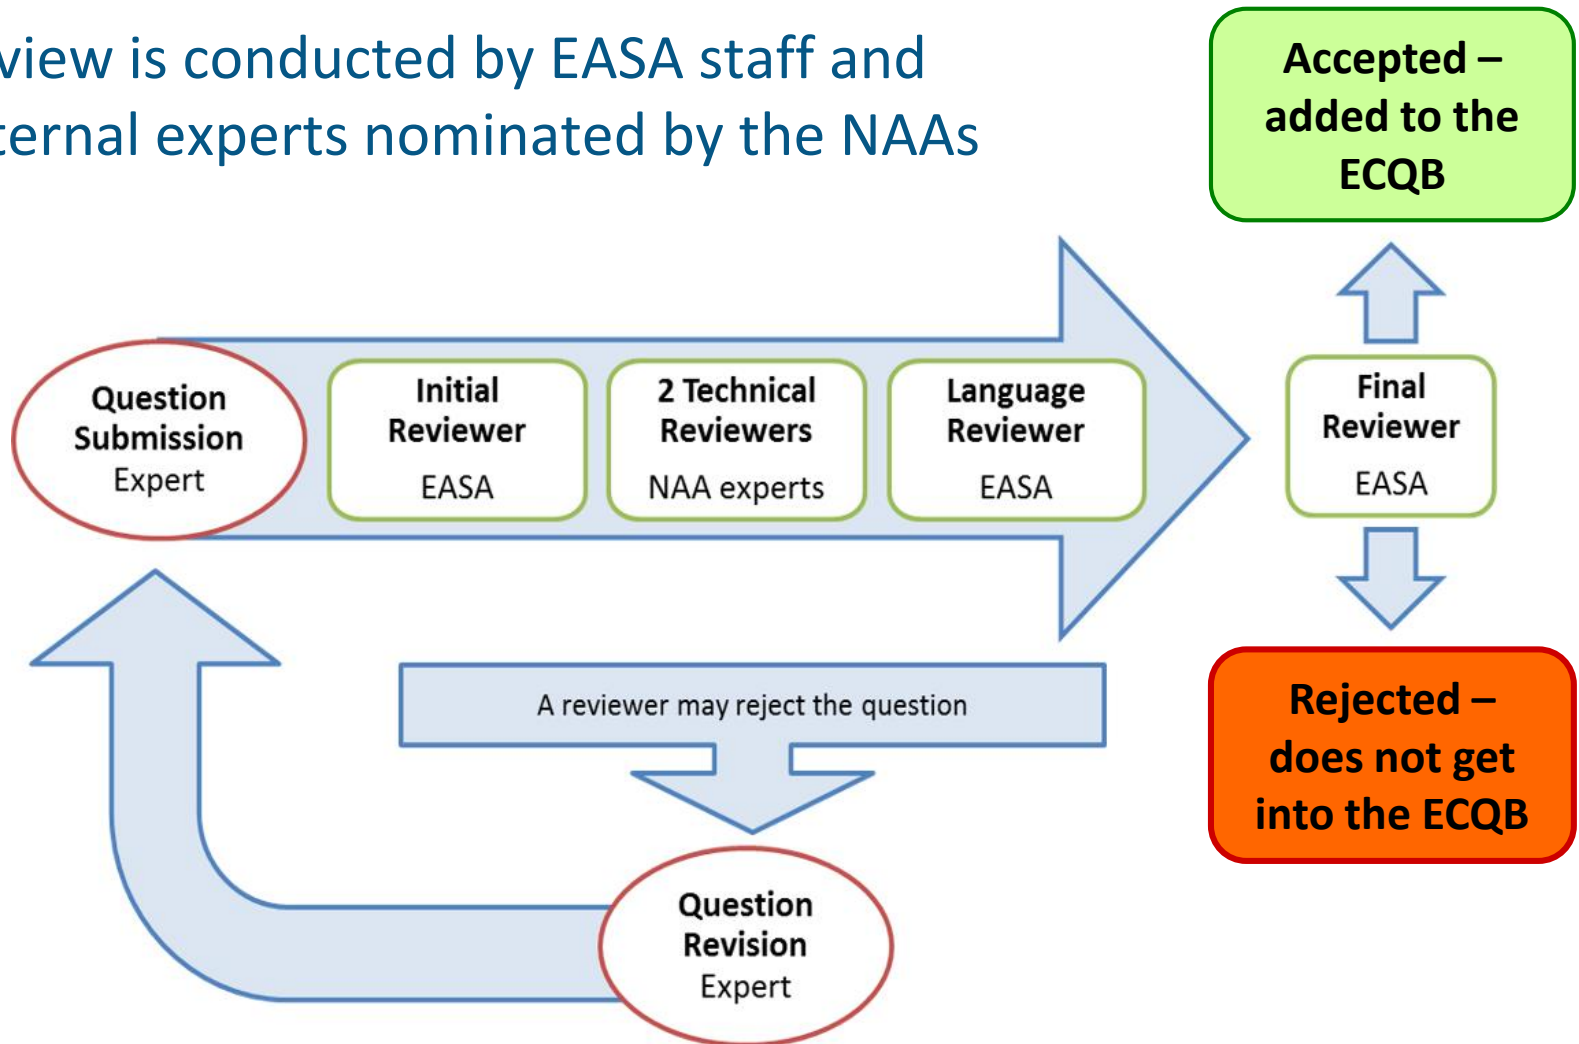 view is conducted by EASA staff and
ternal experts nominated by the NAAs
Accepted –
added to the
ECQB
Question
Submission
Expert
Initial
Reviewer
EASA
2 Technical
Reviewers
NAA experts
Language
Reviewer
EASA
Final
Reviewer
EASA
A reviewer may reject the question
Rejected –
does not get
into the ECQB
Question
Revision
Expert